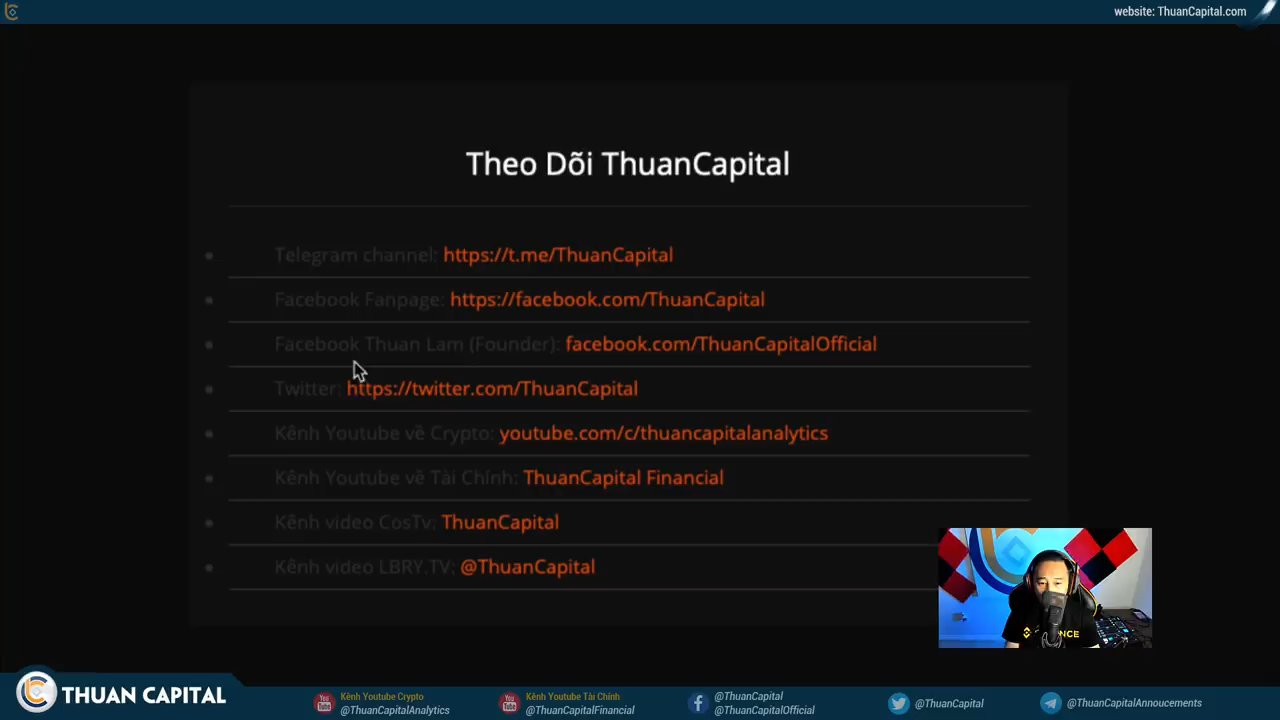 website: ThuanCapital.com
Theo Dõi ThuanCapital
Telegram channel: https://t.me/ThuanCapital
Facebook Fanpage: https://facebook.com/ThuanCapital
Facebook Thuan Lam (Founder): facebook.com/ThuanCapitalOfficial
Twitter: https://twitter.com/ThuanCapital
Kênh Youtube về Crypto: youtube.com/c/thuancapitalanalytics
Kênh Youtube về Tài Chính: ThuanCapital Financial
Kênh video CosTv: ThuanCapital
Kênh video LBRY.TV: @ThuanCapital
THUAN CAPITAL
Kênh Youtube Crypto
@ThuanCapitalAnalytics
Kênh Youtube Tài Chính
@ThuanCapitalFinancial
@ThuanCapital
@ThuanCapitalOfficial
@ThuanCapital
@ThuanCapitalAnnoucements